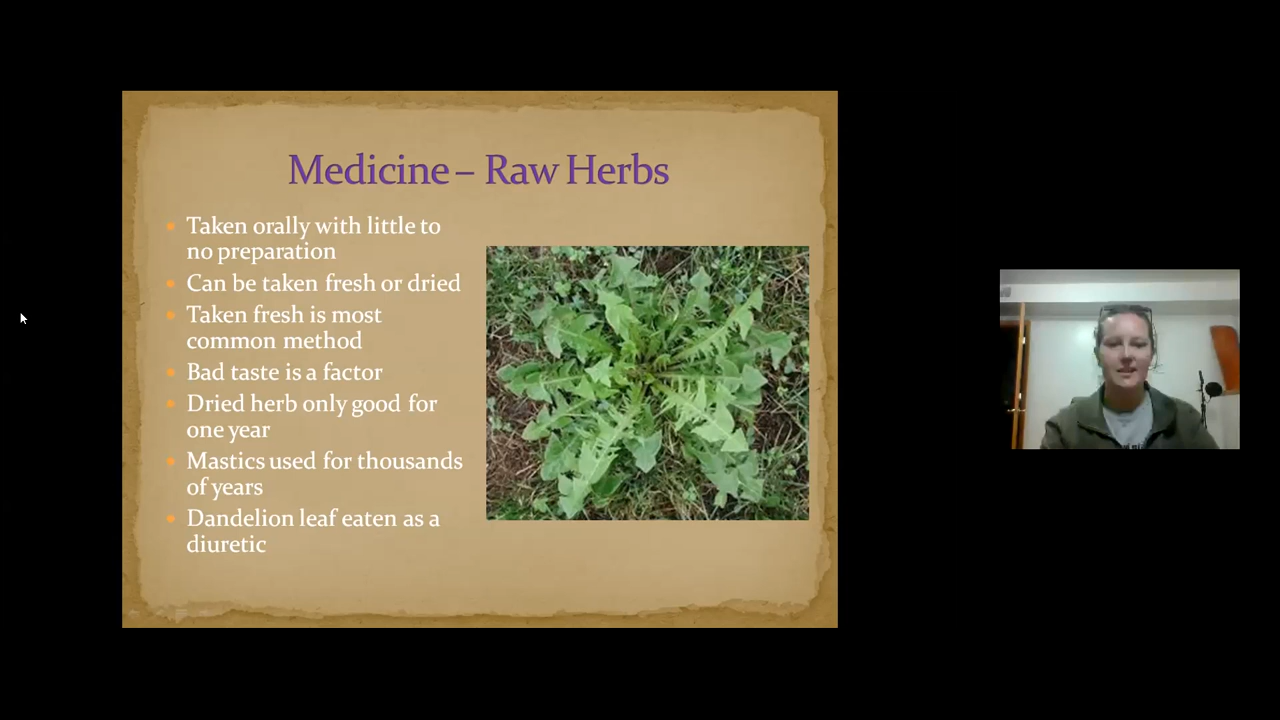 Medicine – Raw Herbs
Taken orally with little to
no preparation
Can be taken fresh or dried
Taken fresh is most
common method
Bad taste is a factor
Dried herb only good for
one year
Mastics used for thousands
of years
Dandelion leaf eaten as a
diuretic